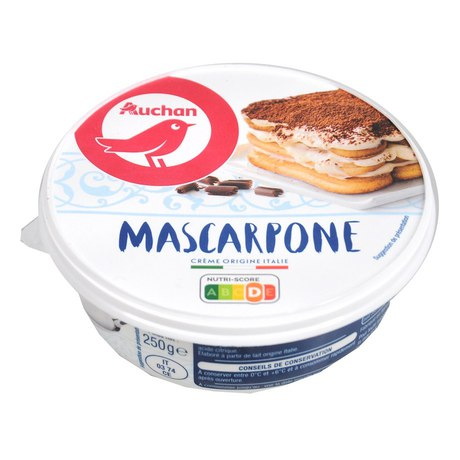 Auchan
MASCARPONE
CRÈME ORIGINE ITALIE
Suggestion de présentation
NUTRI-SCORE
A B C D E
250g e
IT
03 74
CE
acide citrique.
Élaboré à partir de lait origine Italie.
CONSEILS DE CONSERVATION
À conserver entre 0°C et +6°C et à consommer rapidement
après ouverture.